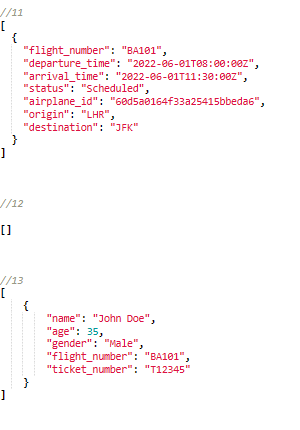 //11
[
  {
    "flight_number": "BA101",
    "departure_time": "2022-06-01T08:00:00Z",
    "arrival_time": "2022-06-01T11:30:00Z",
    "status": "Scheduled",
    "airplane_id": "60d5a0164f33a25415bbeda6",
    "origin": "LHR",
    "destination": "JFK"
  }
]
//12
[]
//13
[
    {
        "name": "John Doe",
        "age": 35,
        "gender": "Male",
        "flight_number": "BA101",
        "ticket_number": "T12345"
    }
]